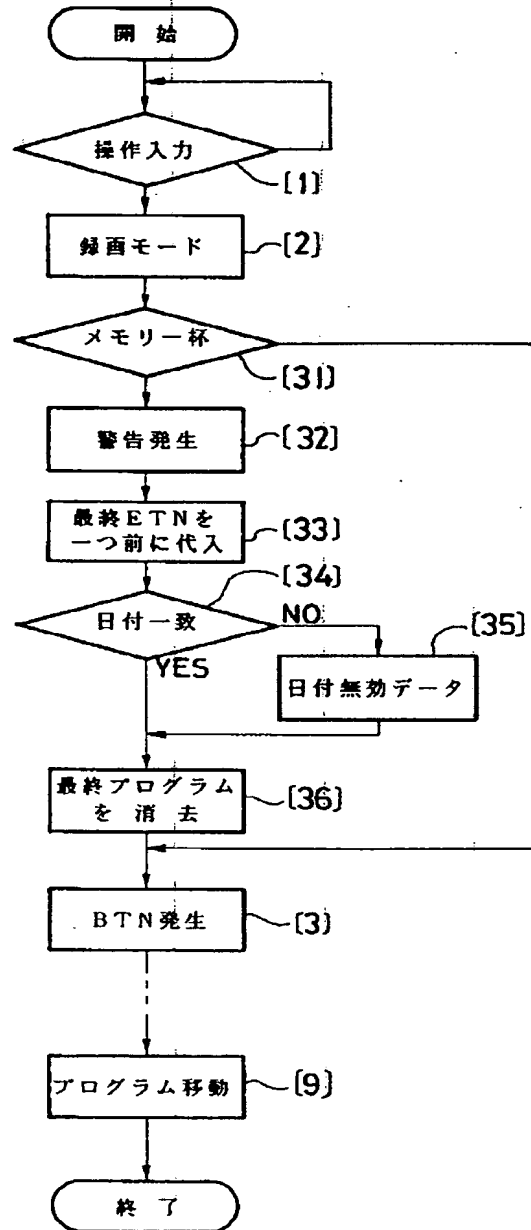 開始
操作入力
[1]
録画モード
[2]
メモリ一杯
[31]
警告発生
[32]
最終ETNを
一つ前に代入
[33]
[34]
日付一致
NO
YES
[35]
日付無効データ
最終プログラム
を消去
[36]
BTN発生
[3]
プログラム移動
[9]
終了